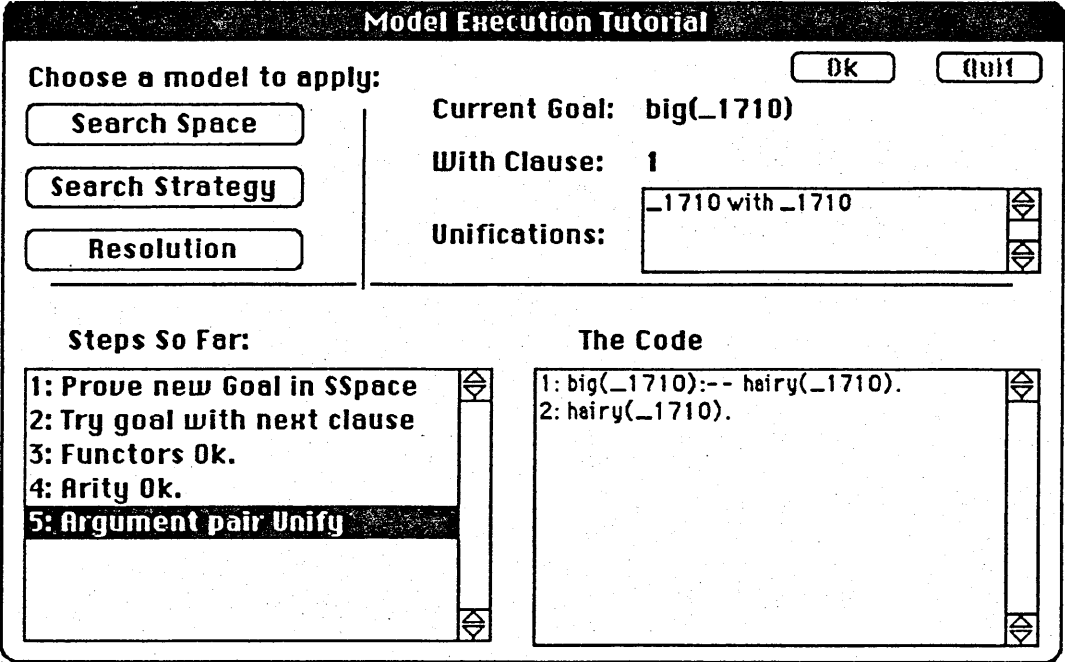 Model Execution Tutorial
Ok
Quit
Choose a model to apply:
Search Space
Search Strategy
Resolution
Current Goal: big(_1710)
With Clause: 1
Unifications:
_1710 with _1710
Steps So Far:
1: Prove new Goal in SSpace
2: Try goal with next clause
3: Functors Ok.
4: Arity Ok.
5: Argument pair Unify
The Code
1: big(_1710):-- hairy(_1710).
2: hairy(_1710).